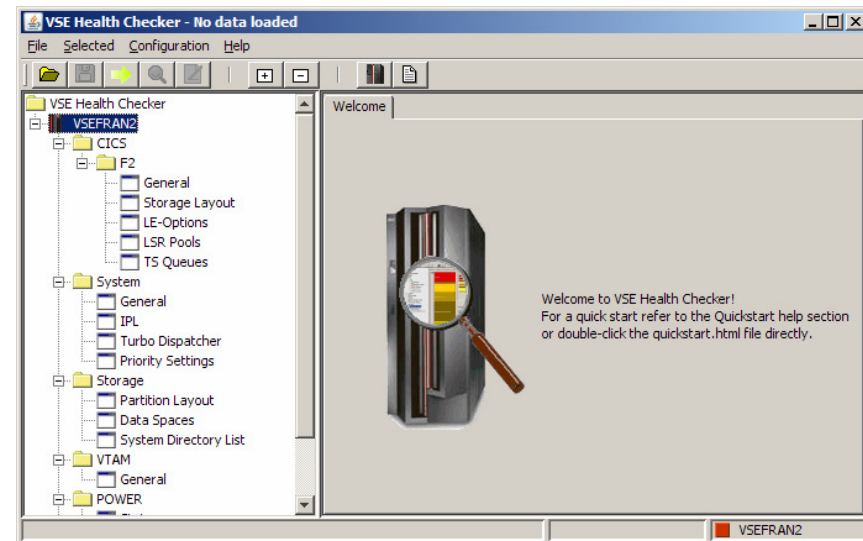 VSE Health Checker - No data loaded
File Selected Configuration Help
VSE Health Checker
VSEFRAN2
CICS
F2
General
Storage Layout
LE-Options
LSR Pools
TS Queues
System
General
IPL
Turbo Dispatcher
Priority Settings
Storage
Partition Layout
Data Spaces
System Directory List
VTAM
General
POWER
Welcome
Welcome to VSE Health Checker!
For a quick start refer to the Quickstart help section
or double-click the quickstart.html file directly.
VSEFRAN2